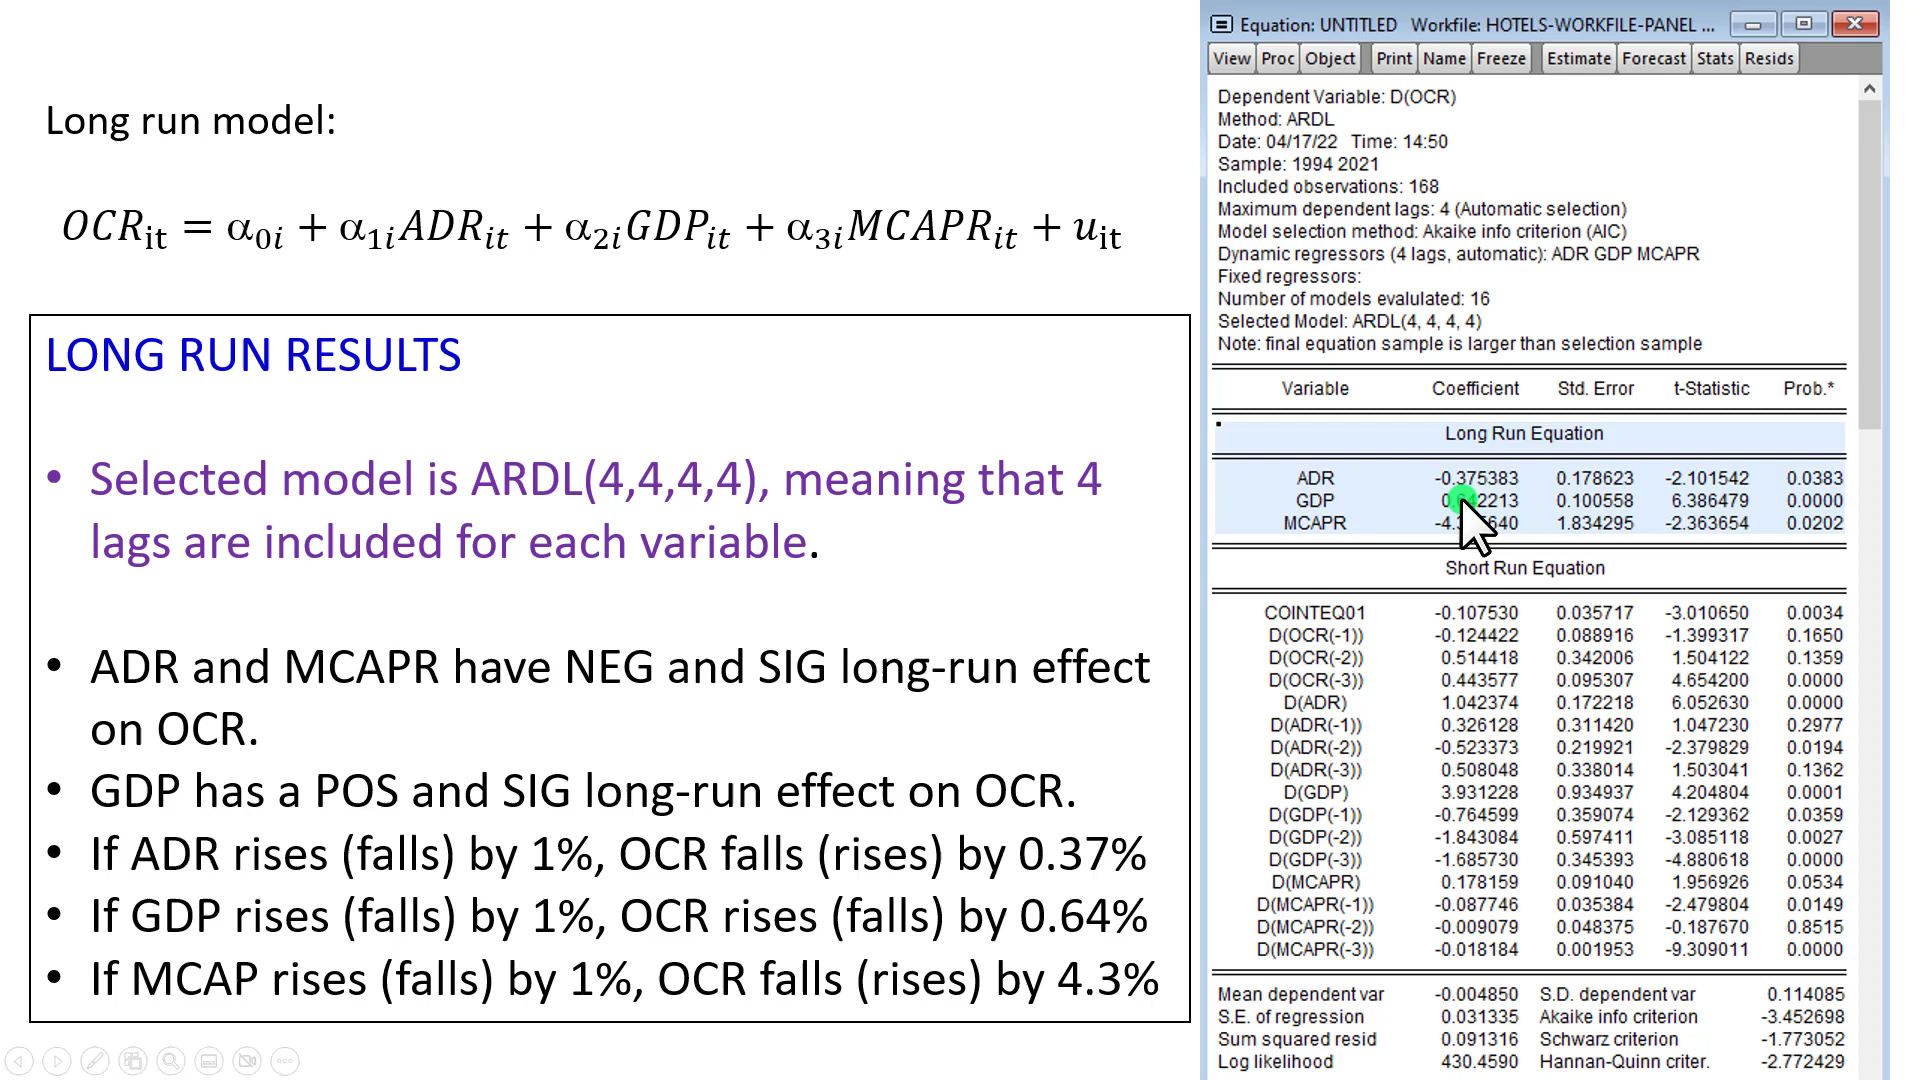 Long run model:
OCR_it = α_0i + α_1i ADR_it + α_2i GDP_it + α_3i MCAPR_it + u_it
LONG RUN RESULTS
• Selected model is ARDL(4,4,4,4), meaning that 4
lags are included for each variable.
• ADR and MCAPR have NEG and SIG long-run effect
on OCR.
• GDP has a POS and SIG long-run effect on OCR.
• If ADR rises (falls) by 1%, OCR falls (rises) by 0.37%
• If GDP rises (falls) by 1%, OCR rises (falls) by 0.64%
• If MCAP rises (falls) by 1%, OCR falls (rises) by 4.3%
Equation: UNTITLED Workfile: HOTELS-WORKFILE-PANEL ...
View Proc Object Print Name Freeze Estimate Forecast Stats Resids
Dependent Variable: D(OCR)
Method: ARDL
Date: 04/17/22 Time: 14:50
Sample: 1994 2021
Included observations: 168
Maximum dependent lags: 4 (Automatic selection)
Model selection method: Akaike info criterion (AIC)
Dynamic regressors (4 lags, automatic): ADR GDP MCAPR
Fixed regressors:
Number of models evalulated: 16
Selected Model: ARDL(4, 4, 4, 4)
Note: final equation sample is larger than selection sample
Variable Coefficient Std. Error t-Statistic Prob.*
Long Run Equation
ADR -0.375383 0.178623 -2.101542 0.0383
GDP 0.642213 0.100558 6.386479 0.0000
MCAPR 1.834295 -2.363654 0.0202
Short Run Equation
COINTEQ01 -0.107530 0.035717 -3.010650 0.0034
D(OCR(-1)) -0.124422 0.088916 -1.399317 0.1650
D(OCR(-2)) 0.514418 0.342006 1.504122 0.1359
D(OCR(-3)) 0.443577 0.095307 4.654200 0.0000
D(ADR) 1.042374 0.172218 6.052630 0.0000
D(ADR(-1)) 0.326128 0.311420 1.047230 0.2977
D(ADR(-2)) -0.523373 0.219921 -2.379829 0.0194
D(ADR(-3)) 0.508048 0.338014 1.503041 0.1362
D(GDP) 3.931228 0.934937 4.204804 0.0001
D(GDP(-1)) -0.764599 0.359074 -2.129362 0.0359
D(GDP(-2)) -1.843084 0.597411 -3.085118 0.0027
D(GDP(-3)) -1.685730 0.345393 -4.880618 0.0000
D(MCAPR) 0.178159 0.091040 1.956926 0.0534
D(MCAPR(-1)) -0.087746 0.035384 -2.479804 0.0149
D(MCAPR(-2)) -0.009079 0.048375 -0.187670 0.8515
D(MCAPR(-3)) -0.018184 0.001953 -9.309011 0.0000
Mean dependent var -0.004850 S.D. dependent var 0.114085
S.E. of regression 0.031335 Akaike info criterion -3.452698
Sum squared resid 0.091316 Schwarz criterion -1.773052
Log likelihood 430.4590 Hannan-Quinn criter. -2.772429